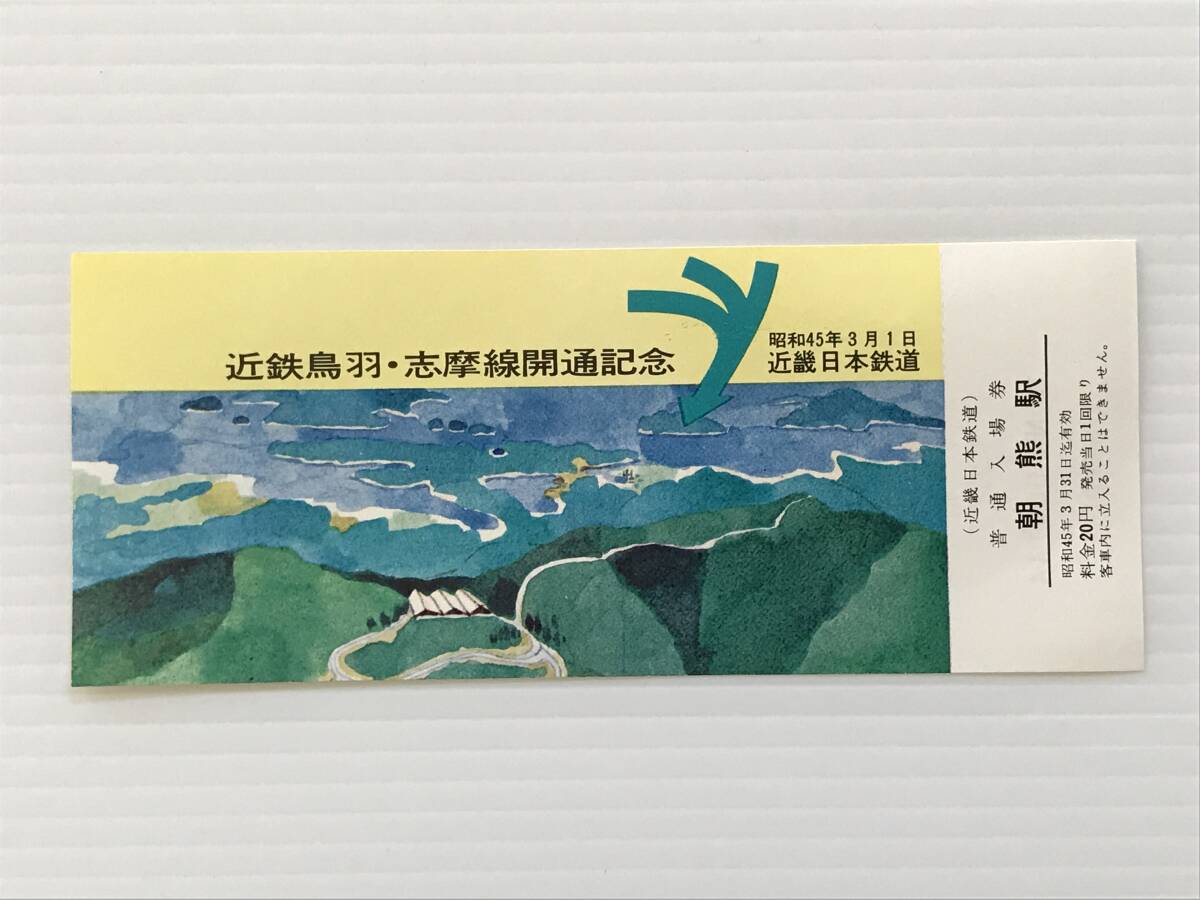 近鉄鳥羽・志摩線開通記念
昭和45年3月1日
近畿日本鉄道
（近畿日本鉄道）
普通入場券
朝熊駅
昭和45年3月31日迄有効
料金20円 発売当日1回限り
客車内に立入ることはできません。